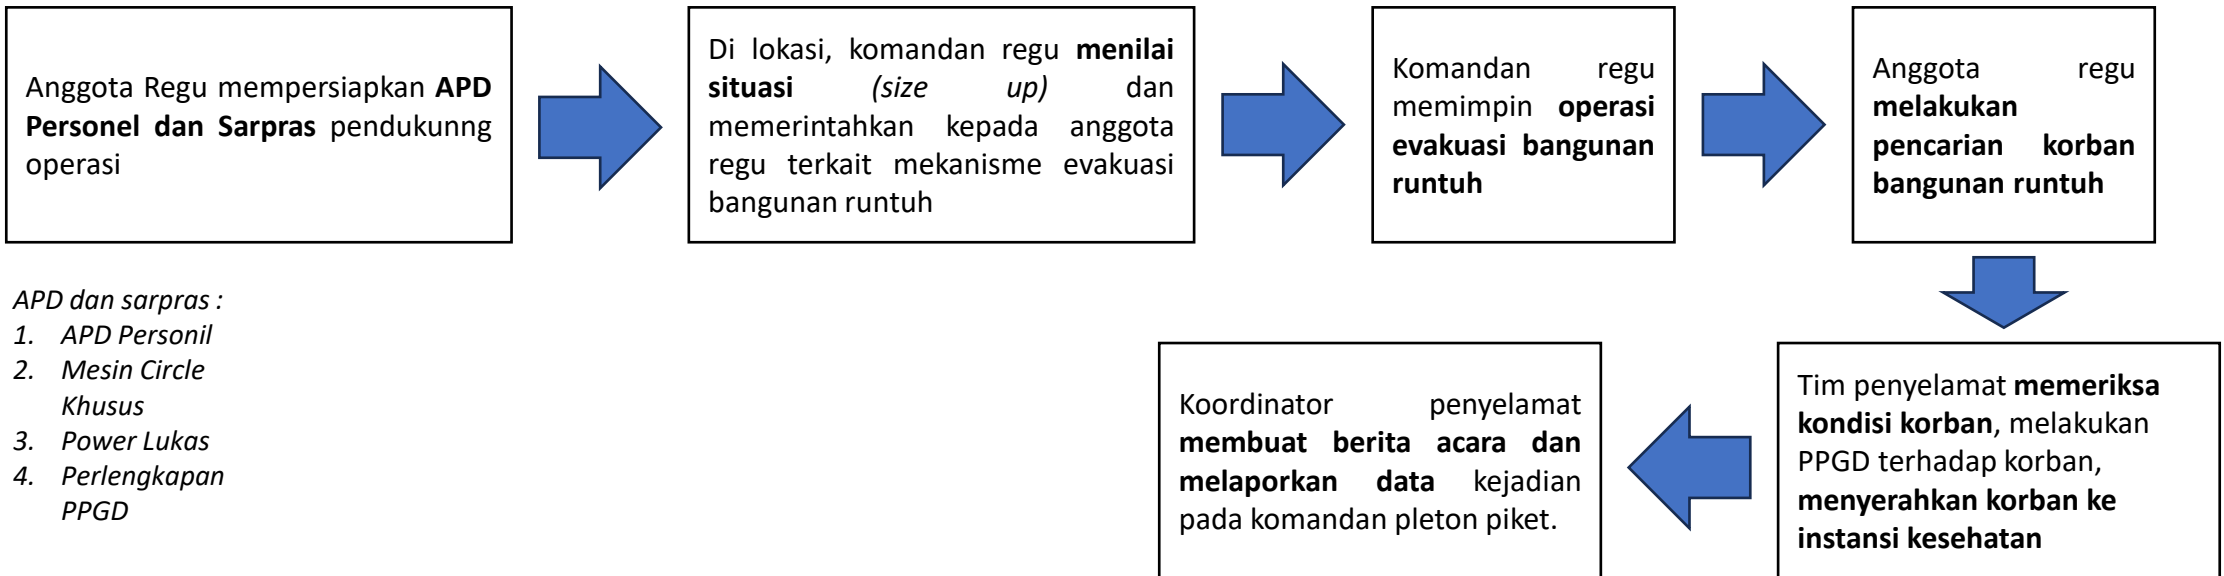 Anggota Regu mempersiapkan APD
Personel dan Sarpras pendukunng
operasi
Di lokasi, komandan regu menilai
situasi (size up) dan
memerintahkan kepada anggota
regu terkait mekanisme evakuasi
bangunan runtuh
Komandan regu
memimpin operasi
evakuasi bangunan
runtuh
Anggota regu
melakukan
pencarian korban
bangunan runtuh
Tim penyelamat memeriksa
kondisi korban, melakukan
PPGD terhadap korban,
menyerahkan korban ke
instansi kesehatan
Koordinator penyelamat
membuat berita acara dan
melaporkan data kejadian
pada komandan pleton piket.
APD dan sarpras :
1. APD Personil
2. Mesin Circle
Khusus
3. Power Lukas
4. Perlengkapan
PPGD